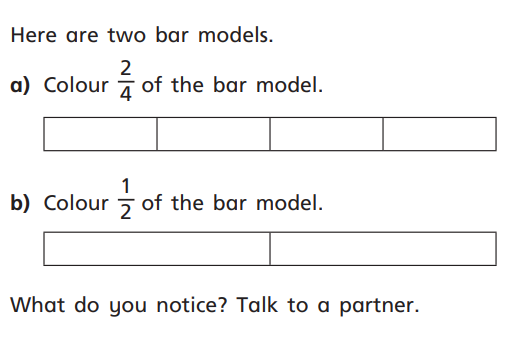 Here are two bar models.
a) Colour 2/4 of the bar model.
b) Colour 1/2 of the bar model.
What do you notice? Talk to a partner.